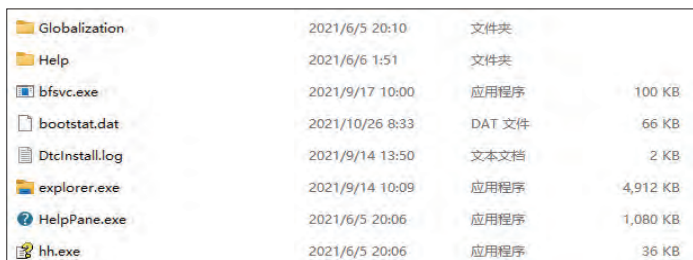 Globalization 2021/6/5 20:10 文件夹
Help 2021/6/6 1:51 文件夹
bfsvc.exe 2021/9/17 10:00 应用程序 100 KB
bootstat.dat 2021/10/26 8:33 DAT 文件 66 KB
DtcInstall.log 2021/9/14 13:50 文本文档 2 KB
explorer.exe 2021/9/14 10:09 应用程序 4,912 KB
HelpPane.exe 2021/6/5 20:06 应用程序 1,080 KB
hh.exe 2021/6/5 20:06 应用程序 36 KB